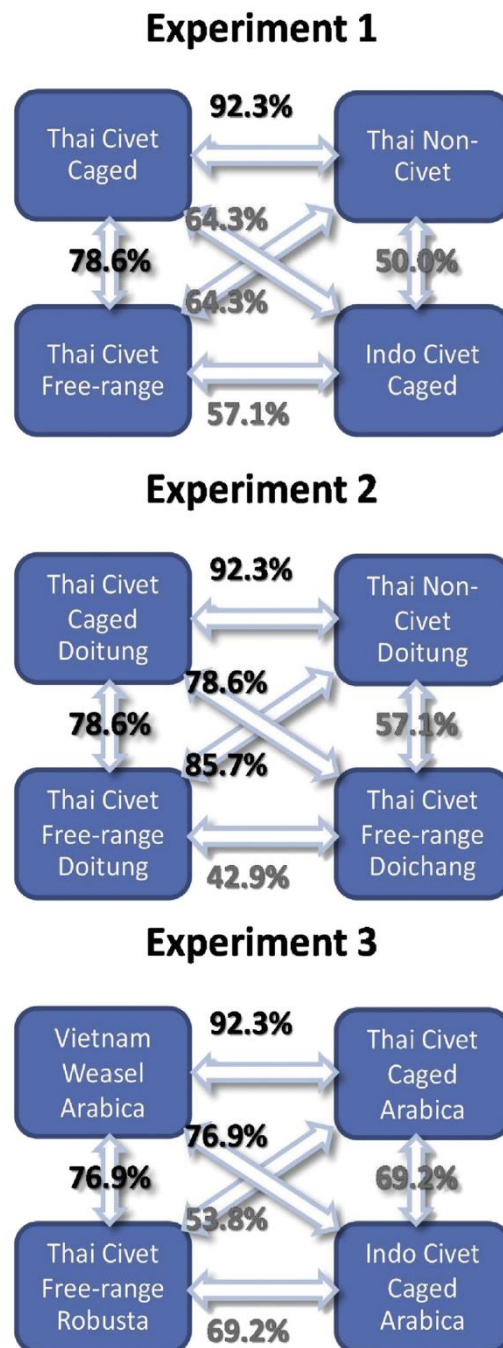 Experiment 1
92.3%
Thai Civet
Caged
Thai Non-
Civet
64.3%
78.6%
50.0%
64.3%
Thai Civet
Free-range
Indo Civet
Caged
57.1%
Experiment 2
92.3%
Thai Civet
Caged
Doitung
Thai Non-
Civet
Doitung
78.6%
78.6%
57.1%
85.7%
Thai Civet
Free-range
Doitung
Thai Civet
Free-range
Doichang
42.9%
Experiment 3
92.3%
Vietnam
Weasel
Arabica
Thai Civet
Caged
Arabica
76.9%
76.9%
69.2%
53.8%
Thai Civet
Free-range
Robusta
Indo Civet
Caged
Arabica
69.2%